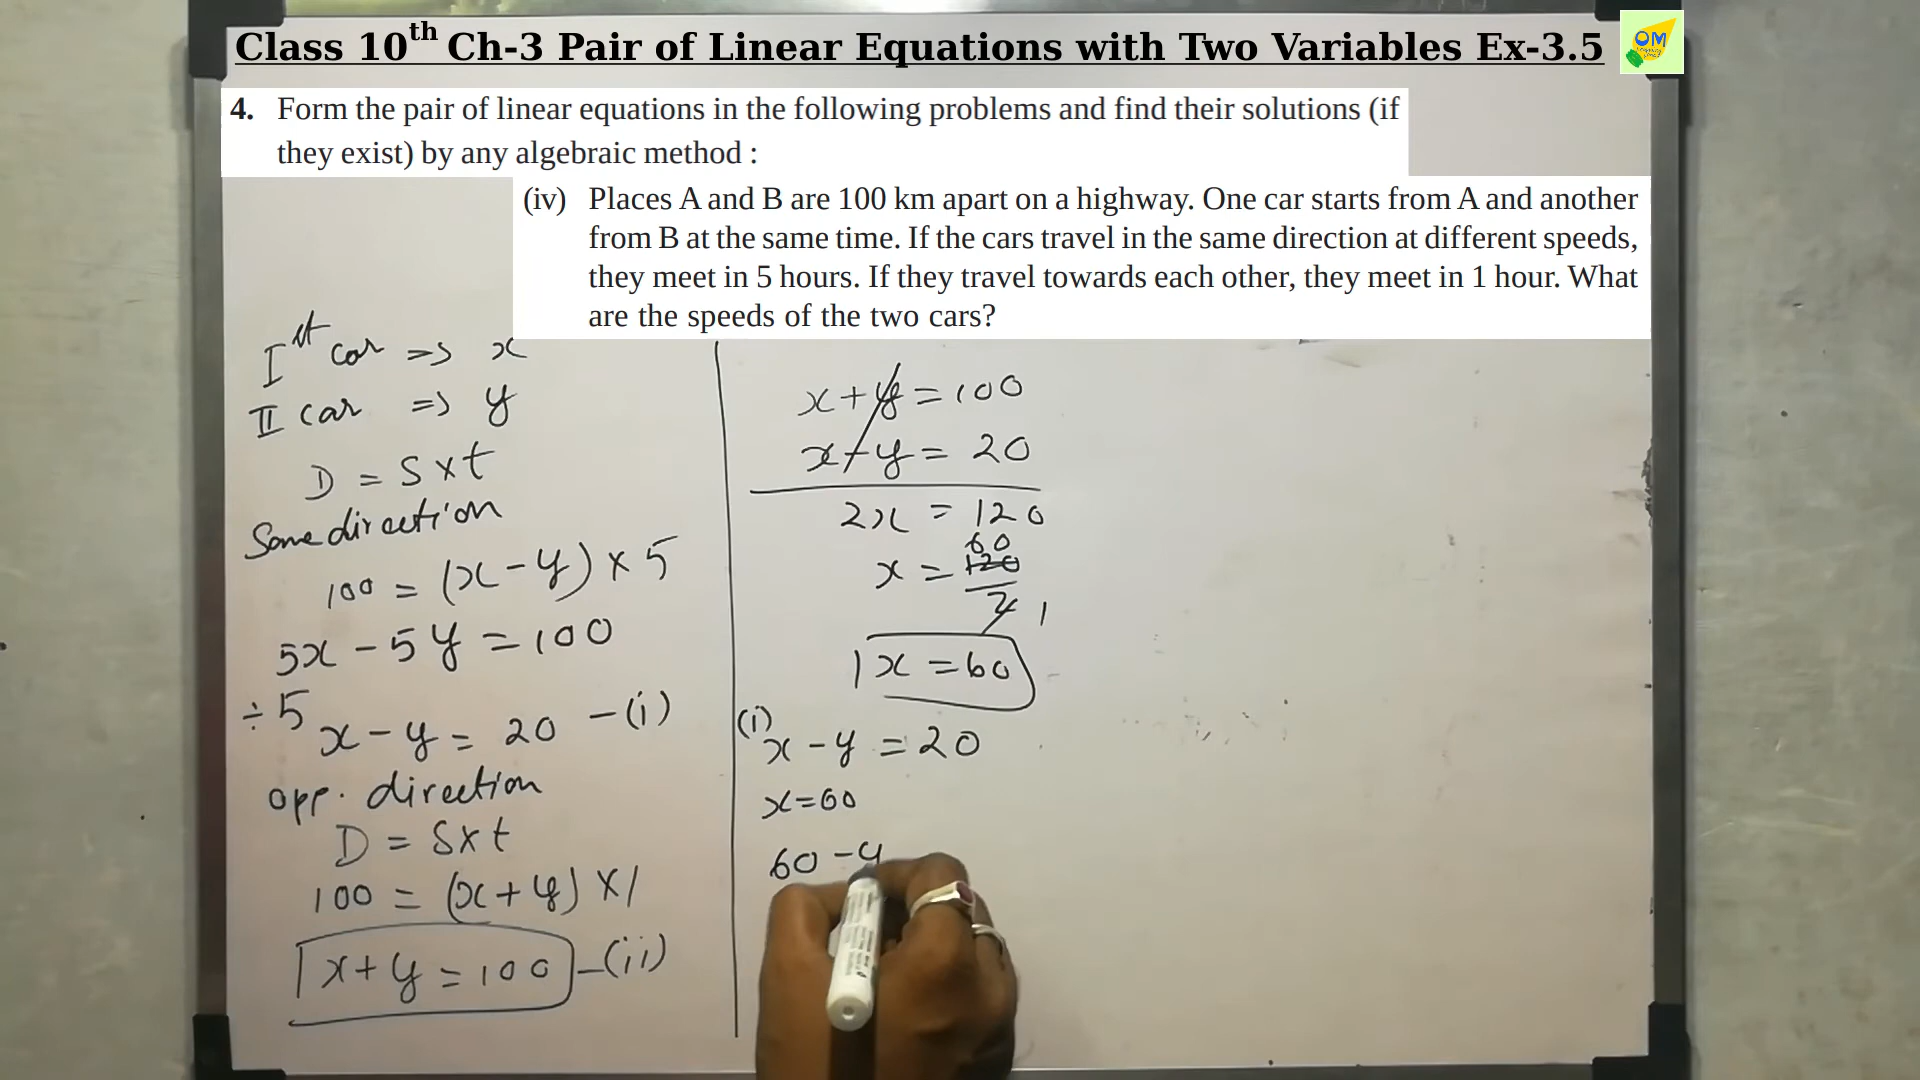 Class 10th Ch-3 Pair of Linear Equations with Two Variables Ex-3.5
OM
4. Form the pair of linear equations in the following problems and find their solutions (if
they exist) by any algebraic method :
(iv) Places A and B are 100 km apart on a highway. One car starts from A and another
from B at the same time. If the cars travel in the same direction at different speeds,
they meet in 5 hours. If they travel towards each other, they meet in 1 hour. What
are the speeds of the two cars?
Ist car => x
II car => y
D = S x t
Same direction
100 = (x - y) x 5
5x - 5y = 100
÷ 5
x - y = 20 - (i)
opp. direction
D = S x t
100 = (x + y) x 1
x + y = 100 - (ii)
x + y = 100
x - y = 20
2x = 120
60
x = 120
2 1
x = 60
(i)
x - y = 20
x = 60
60 - y